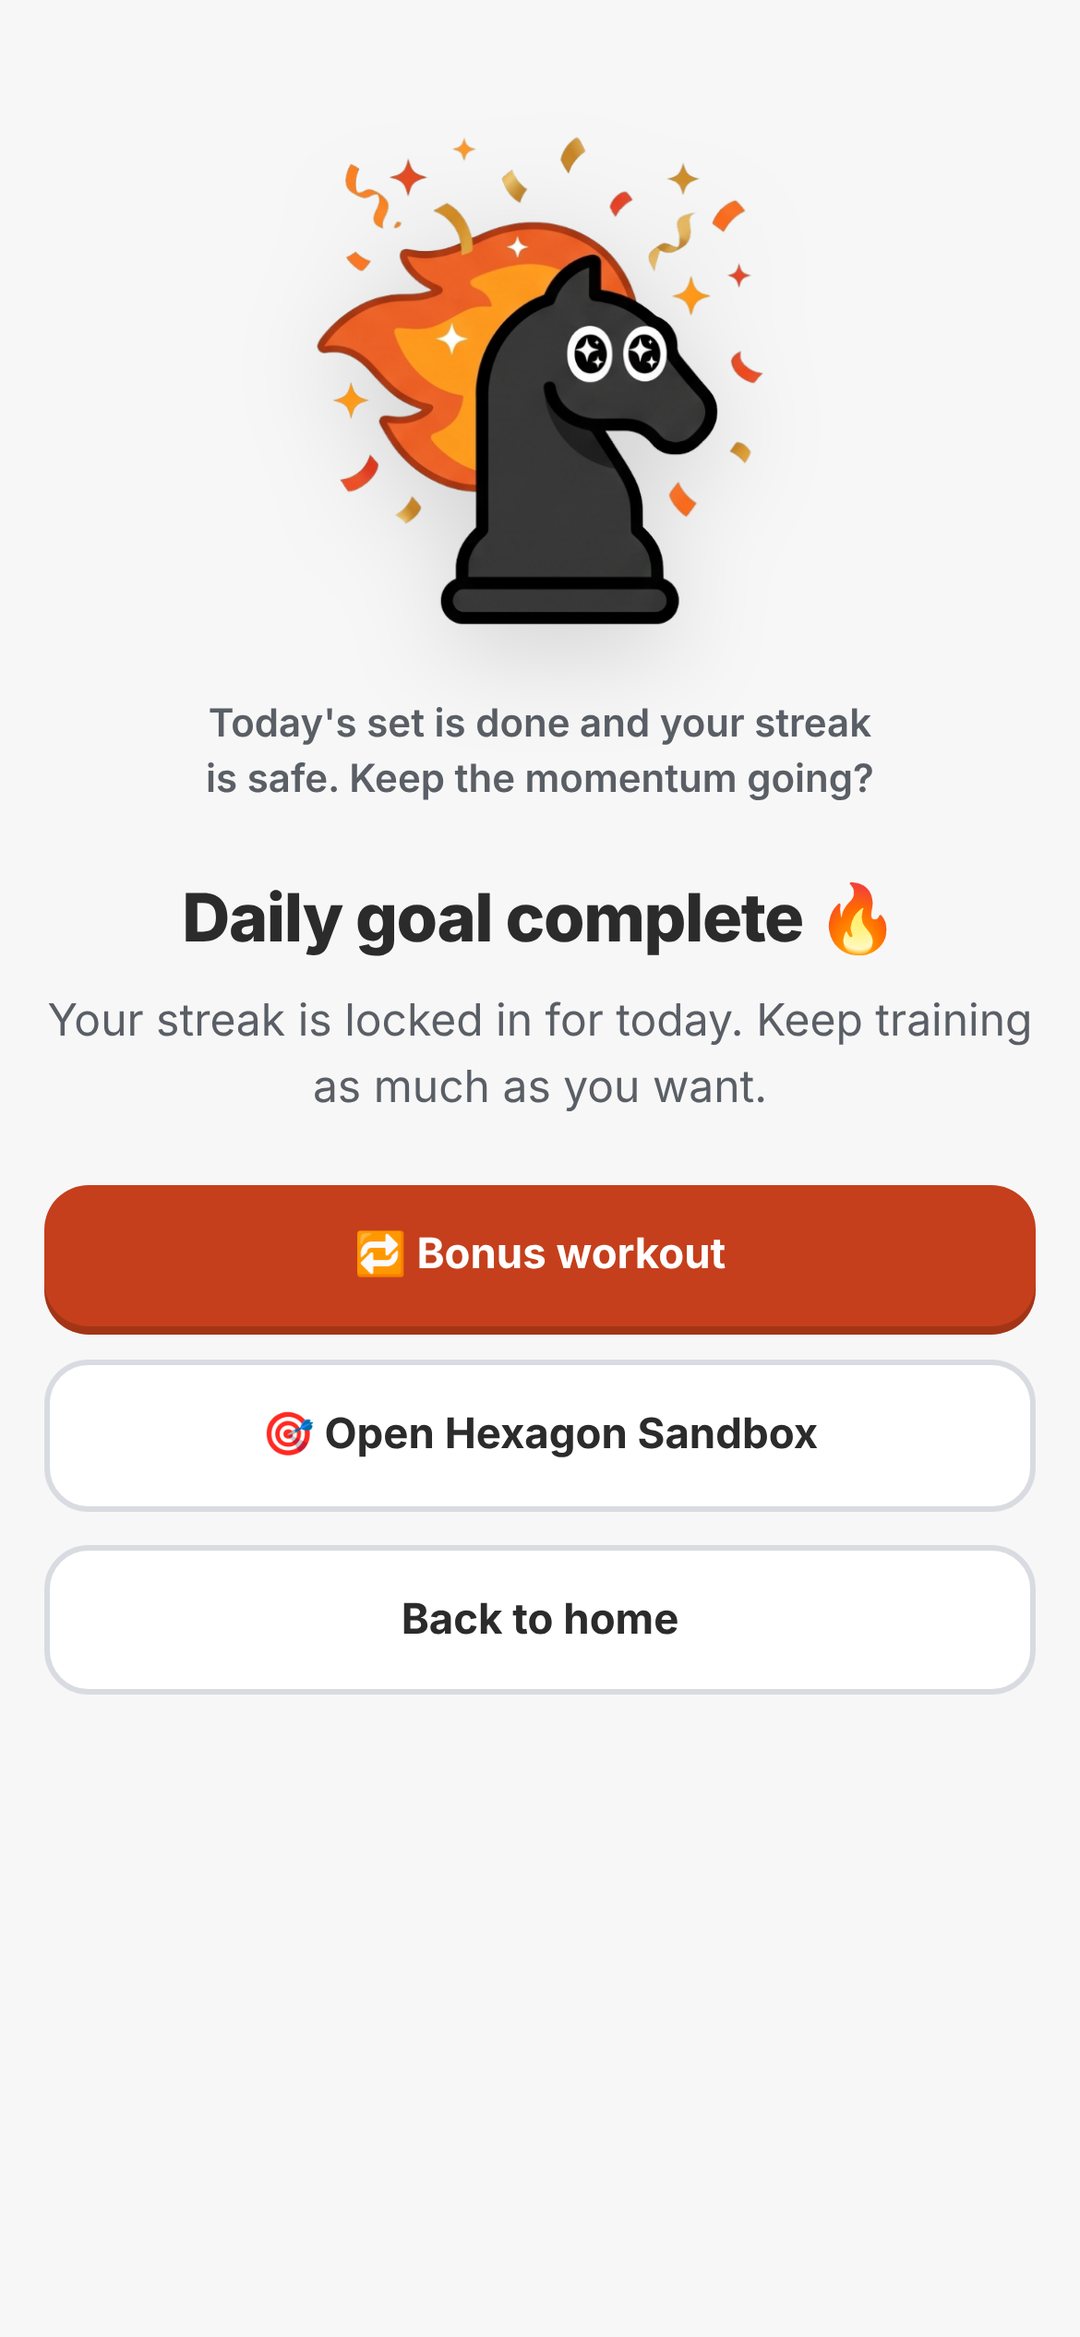 Today's set is done and your streak
is safe. Keep the momentum going?
Daily goal complete 🔥
Your streak is locked in for today. Keep training
as much as you want.
🔁 Bonus workout
🎯 Open Hexagon Sandbox
Back to home